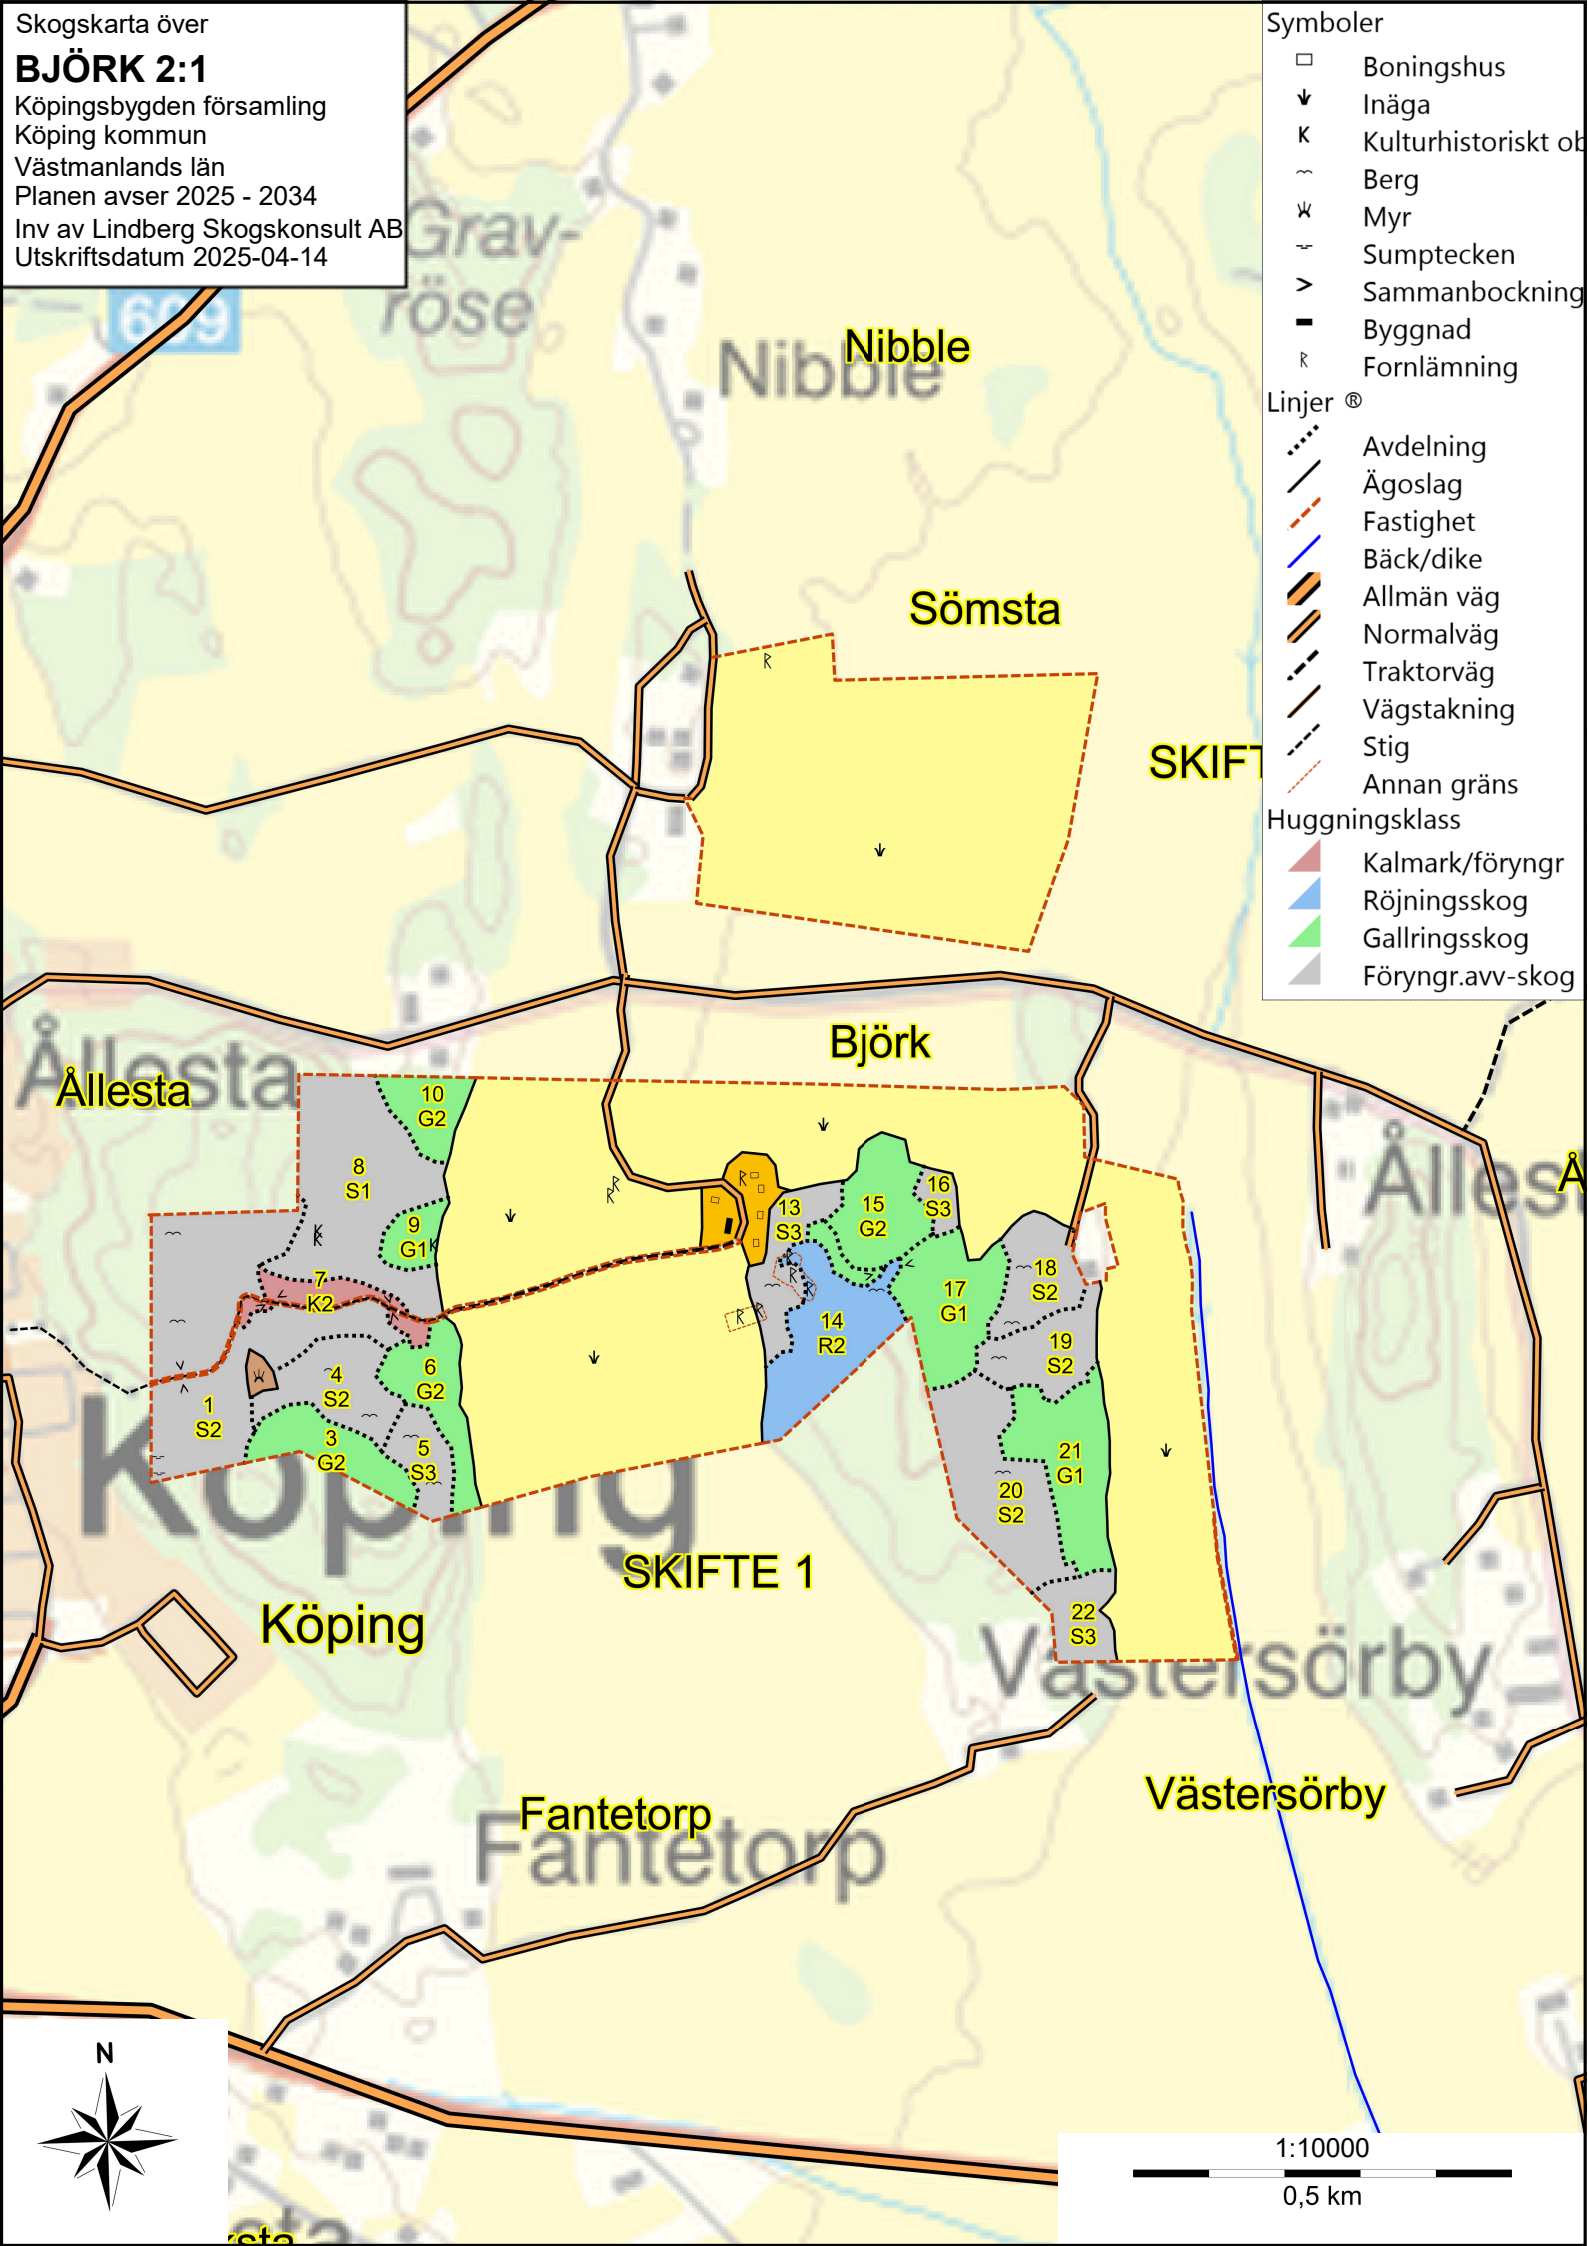 Skogskarta över
BJÖRK 2:1
Köpingsbygden församling
Köping kommun
Västmanlands län
Planen avser 2025 - 2034
Inv av Lindberg Skogskonsult AB
Utskriftsdatum 2025-04-14
Symboler
Boningshus
Inäga
K Kulturhistoriskt ob
Berg
Myr
Sumptecken
Sammanbockning
Byggnad
Fornlämning
Linjer ®
Avdelning
Ägoslag
Fastighet
Bäck/dike
Allmän väg
Normalväg
Traktorväg
Vägstakning
Stig
Annan gräns
Huggningsklass
Kalmark/föryngr
Röjningsskog
Gallringsskog
Föryngr.avv-skog
609
Grav-
röse
Nibble
Nibble
Sömsta
SKIFT
Björk
Ållesta
Ållesta
Ållest
Å
10
G2
8
S1
9
G1
K
K
7
K2
6
G2
4
S2
1
S2
3
G2
5
S3
13
S3
15
G2
16
S3
14
R2
17
G1
18
S2
19
S2
21
G1
20
S2
22
S3
Köping
SKIFTE 1
Köping
Västersörby
Västersörby
Fantetorp
Fantetorp
N
1:10000
0,5 km
sta